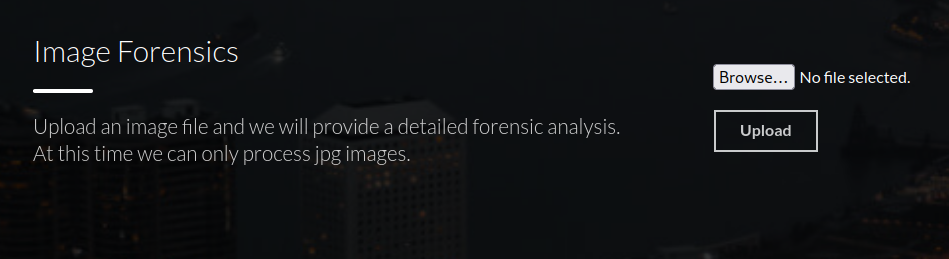 Image Forensics
Upload an image file and we will provide a detailed forensic analysis.
At this time we can only process jpg images.
Browse... No file selected.
Upload